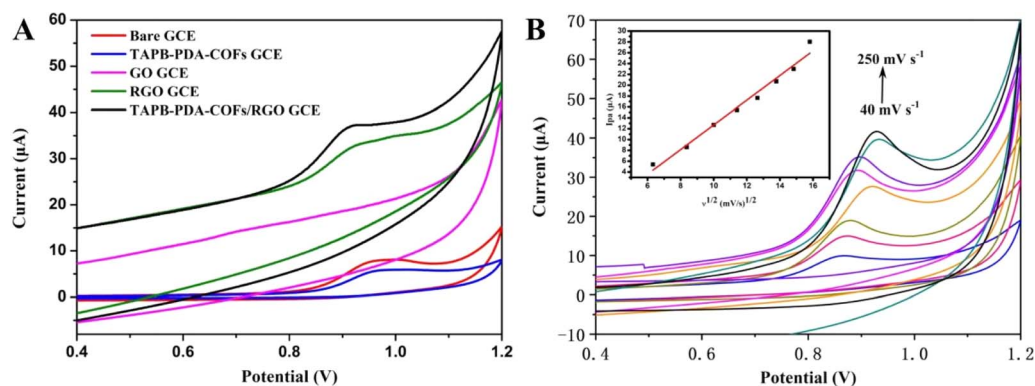 A
60
50
40
30
20
10
0
Current (μA)
Bare GCE
TAPB-PDA-COFs GCE
GO GCE
RGO GCE
TAPB-PDA-COFs/RGO GCE
0.4 0.6 0.8 1.0 1.2
Potential (V)
B
70
60
50
40
30
20
10
0
−10
Current (μA)
30
28
26
24
22
20
18
16
14
12
10
8
6
4
Ipa (μA)
6 8 10 12 14 16
ν1/2 (mV/s)1/2
250 mV s-1
40 mV s-1
0.4 0.6 0.8 1.0 1.2
Potential (V)